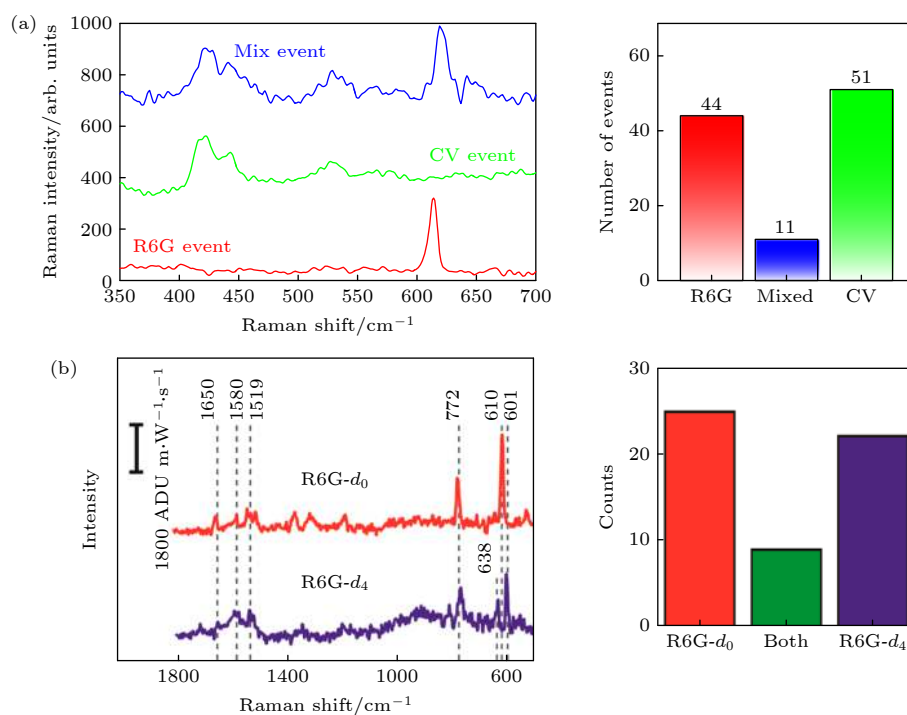 (a)
1000
800
600
400
200
0
Raman intensity/arb. units
Mix event
CV event
R6G event
350 400 450 500 550 600 650 700
Raman shift/cm⁻¹
60
40
20
0
Number of events
44
11
51
R6G Mixed CV
(b)
1800 ADU m·W⁻¹·s⁻¹
1650
1580
1519
772
610
601
638
R6G-d₀
R6G-d₄
Intensity
1800 1400 1000 600
Raman shift/cm⁻¹
30
20
10
0
Counts
R6G-d₀ Both R6G-d₄